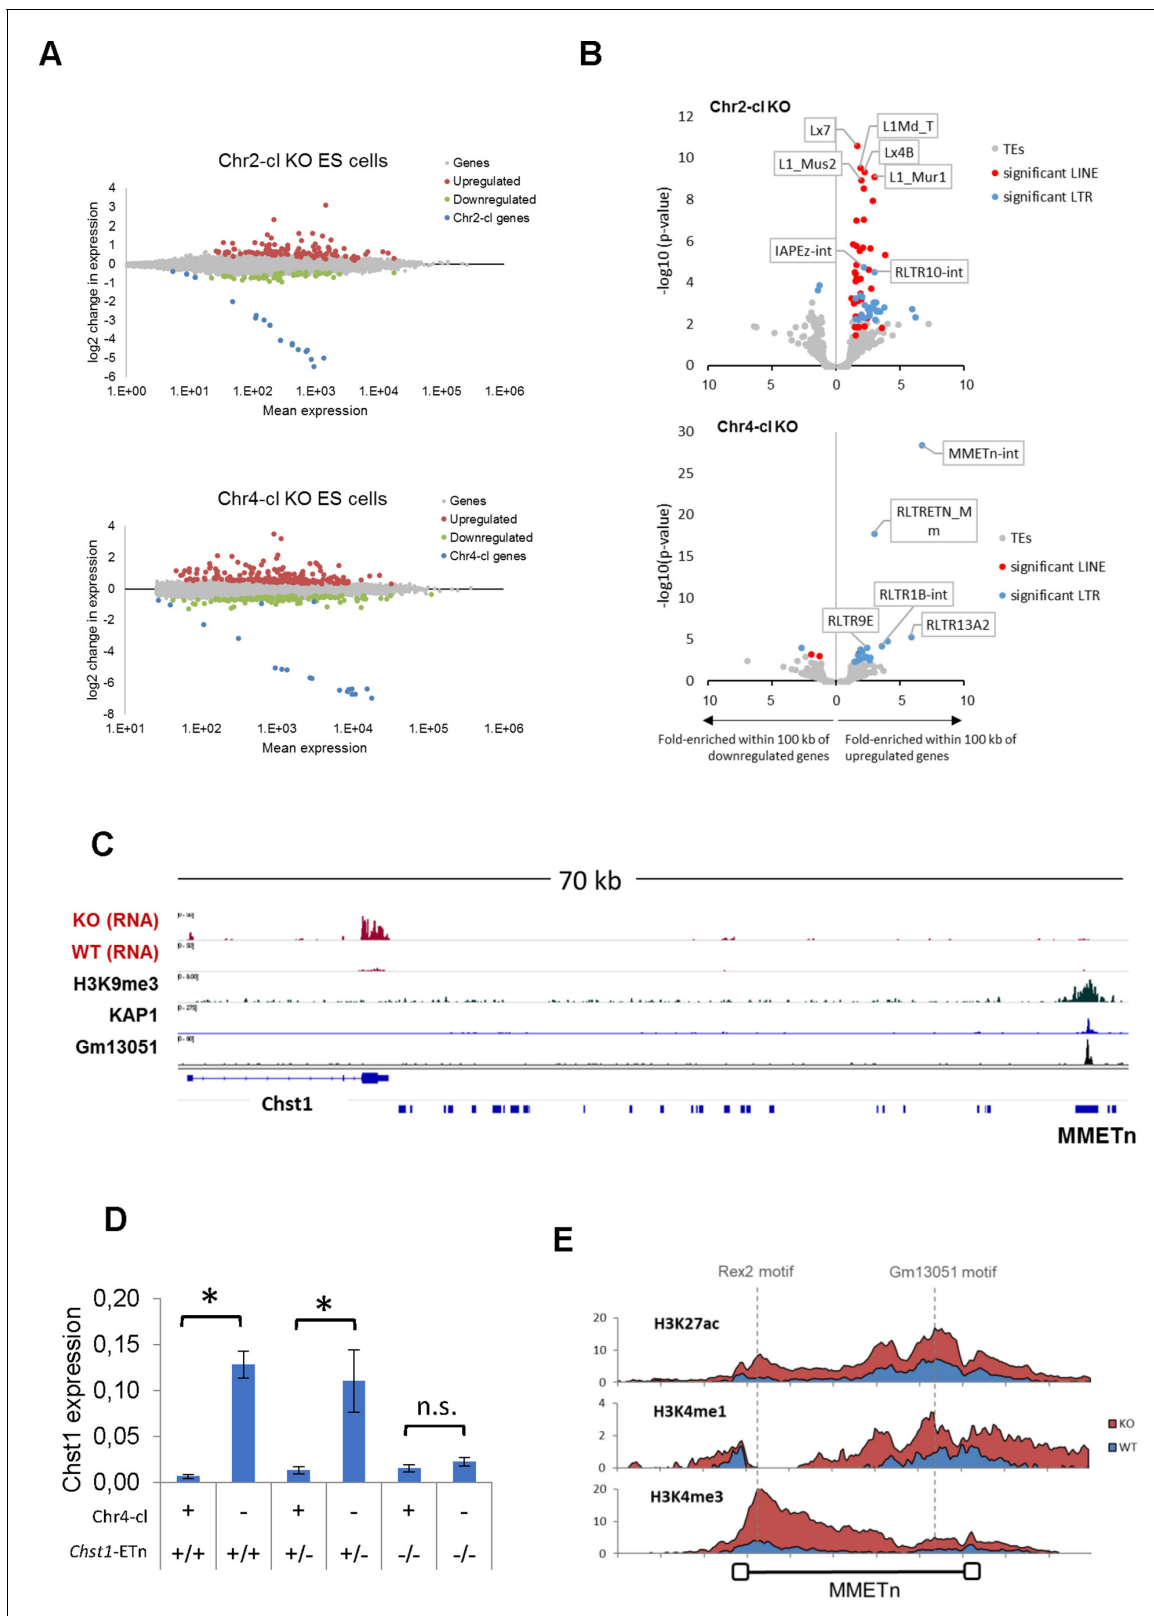 A
Chr2-cl KO ES cells
Genes
Upregulated
Downregulated
Chr2-cl genes
4
3
2
1
0
-1
-2
-3
-4
-5
-6
log2 change in expression
1.E+00 1.E+01 1.E+02 1.E+03 1.E+04 1.E+05 1.E+06
Mean expression
Chr4-cl KO ES cells
Genes
Upregulated
Downregulated
Chr4-cl genes
4
2
0
-2
-4
-6
-8
log2 change in expression
1.E+01 1.E+02 1.E+03 1.E+04 1.E+05 1.E+06
Mean expression
B
Chr2-cl KO
12
10
8
6
4
2
0
-log10 (p-value)
Lx7
L1Md_T
L1_Mus2
Lx4B
L1_Mur1
IAPEz-int
RLTR10-int
TEs
significant LINE
significant LTR
10 5 0 5 10
Chr4-cl KO
30
25
20
15
10
5
0
-log10(p-value)
MMETn-int
RLTRETN_M
m
RLTR1B-int
RLTR9E
RLTR13A2
TEs
significant LINE
significant LTR
10 5 0 5 10
Fold-enriched within 100 kb of
downregulated genes
Fold-enriched within 100 kb of
upregulated genes
C
70 kb
KO (RNA)
WT (RNA)
H3K9me3
KAP1
Gm13051
Chst1
MMETn
D
0,20
0,15
0,10
0,05
0,00
Chst1 expression
* * n.s.
Chr4-cl + - + - + -
Chst1-ETn +/+ +/+ +/- +/- -/- -/-
E
Rex2 motif Gm13051 motif
H3K27ac
20
10
0
H3K4me1
4
2
0
KO
WT
H3K4me3
20
10
0
MMETn